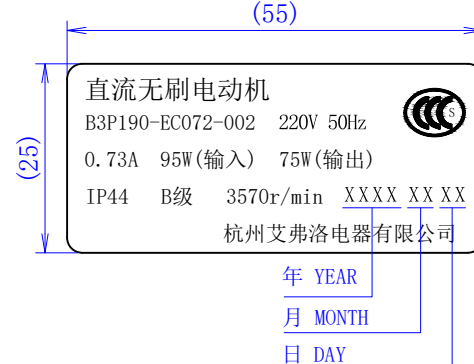 (55)
(25)
直流无刷电动机
B3P190-EC072-002 220V 50Hz
S
0.73A 95W(输入) 75W(输出)
IP44 B级 3570r/min XXXX XX XX
杭州艾弗洛电器有限公司
年 YEAR
月 MONTH
日 DAY